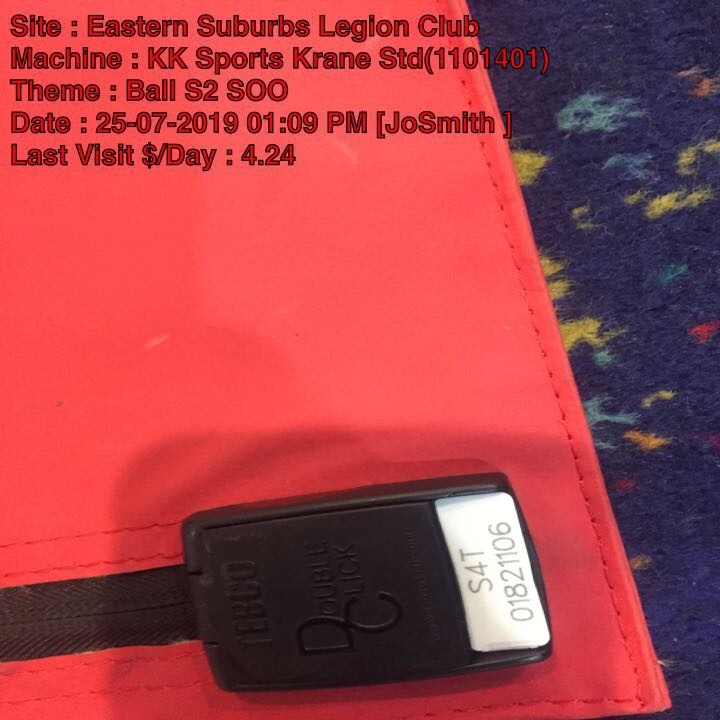 Site : Eastern Suburbs Legion Club
Machine : KK Sports Krane Std(1101401)
Theme : Ball S2 SOO
Date : 25-07-2019 01:09 PM [JoSmith ]
Last Visit $/Day : 4.24
DOUBLE
CLICK
S4T
01821106